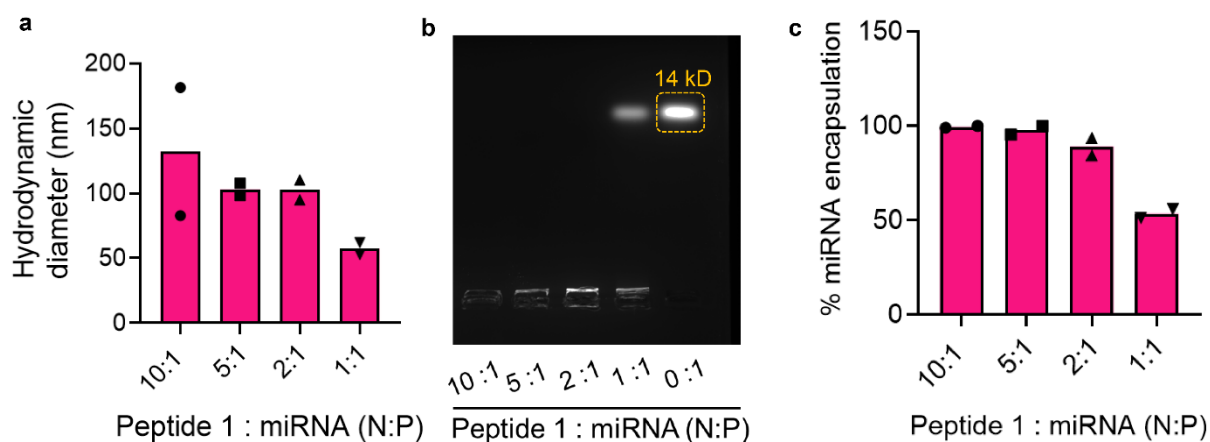 a
Hydrodynamic
diameter (nm)
200
150
100
50
0
10:1
5:1
2:1
1:1
Peptide 1 : miRNA (N:P)
b
14 kD
10 :1
5 :1
2 :1
1 :1
0 :1
Peptide 1 : miRNA (N:P)
c
% miRNA encapsulation
150
100
50
0
10:1
5:1
2:1
1:1
Peptide 1 : miRNA (N:P)